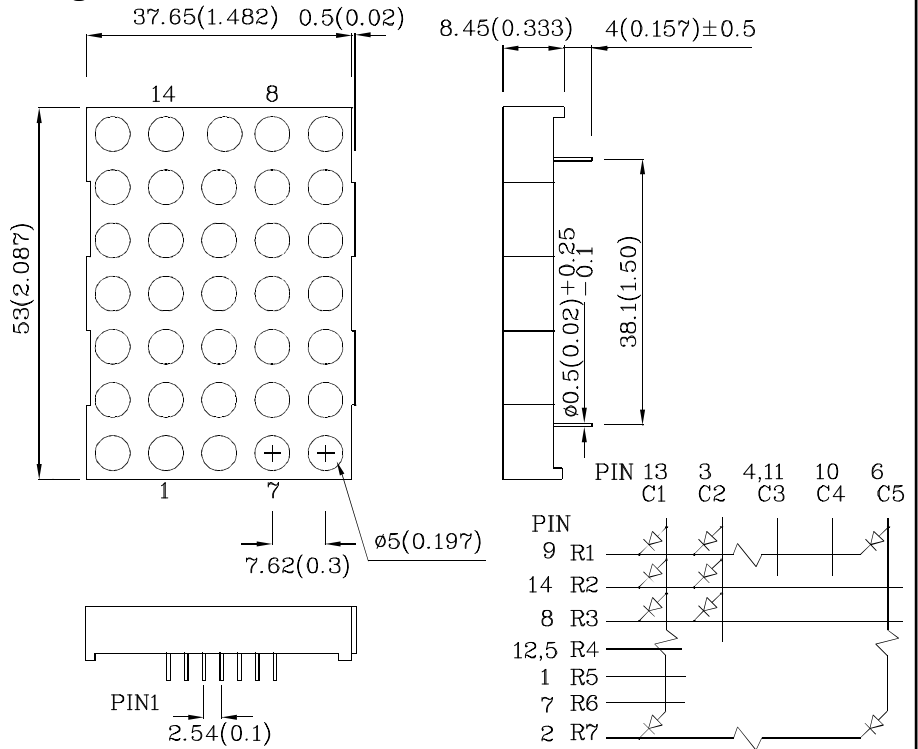 37.65(1.482) 0.5(0.02)
8.45(0.333) 4(0.157)±0.5
14 8
53(2.087)
ø0.5(0.02)+0.25
−0.1
38.1(1.50)
1 7
ø5(0.197)
7.62(0.3)
PIN1
2.54(0.1)
PIN 13 3 4,11 10 6
C1 C2 C3 C4 C5
PIN
9 R1
14 R2
8 R3
12,5 R4
1 R5
7 R6
2 R7